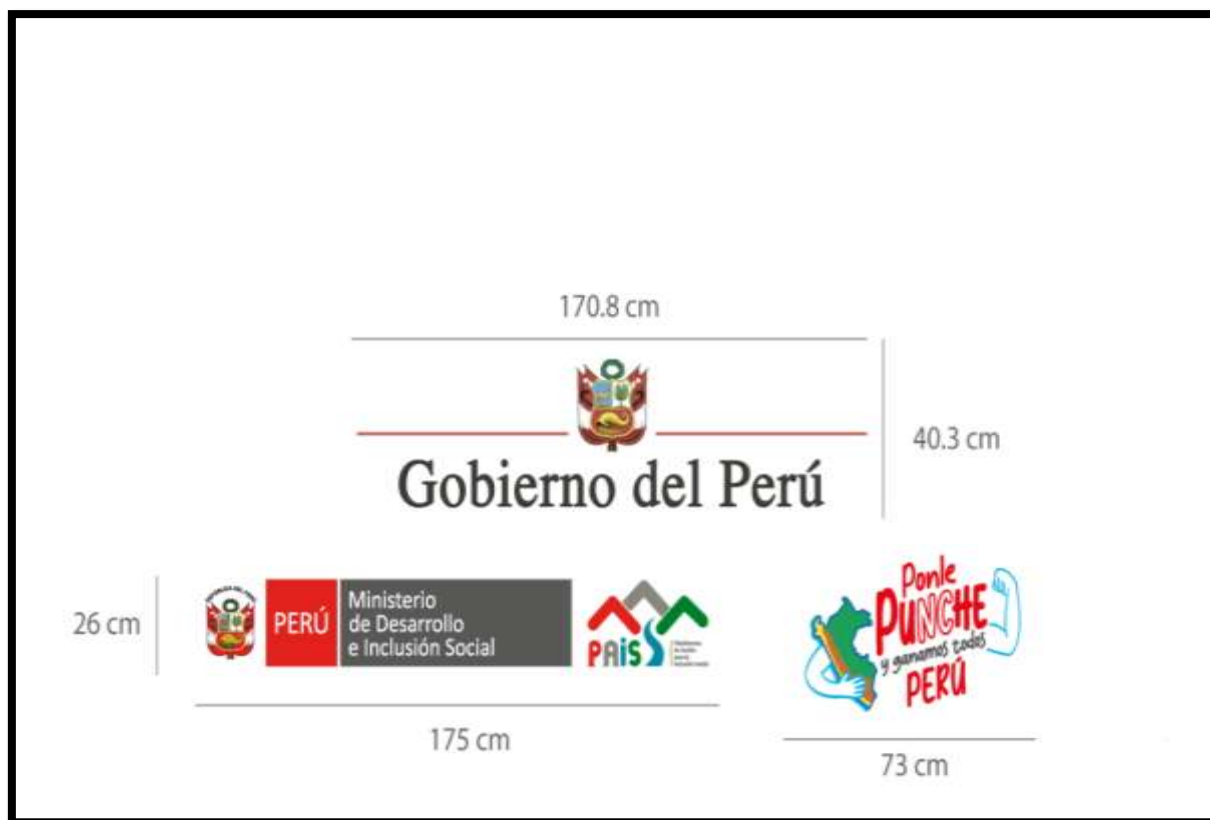 170.8 cm
40.3 cm
Gobierno del Perú
26 cm
PERÚ
Ministerio
de Desarrollo
e Inclusión Social
PAiS
Ponle
PUNCHE
y ganamos todos
PERÚ
175 cm
73 cm